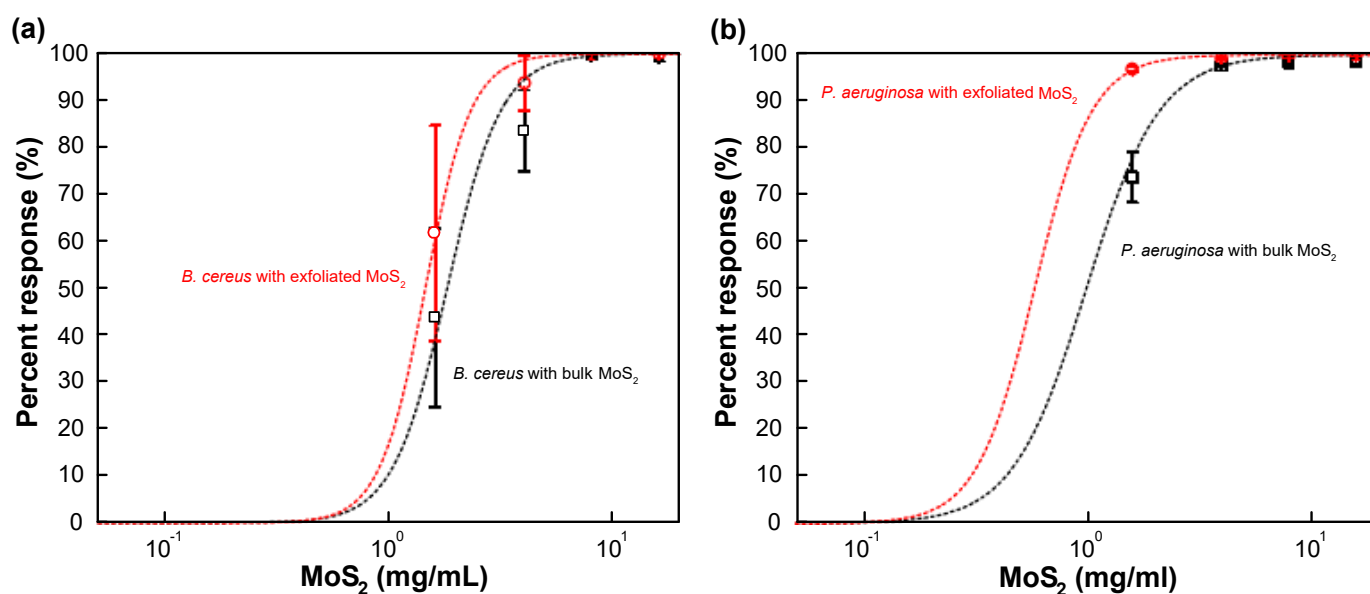 (a)
(b)
100
90
80
70
60
50
40
30
20
10
0
Percent response (%)
B. cereus with exfoliated MoS₂
B. cereus with bulk MoS₂
10⁻¹
10⁰
10¹
MoS₂ (mg/mL)
100
90
80
70
60
50
40
30
20
10
0
Percent response (%)
P. aeruginosa with exfoliated MoS₂
P. aeruginosa with bulk MoS₂
10⁻¹
10⁰
10¹
MoS₂ (mg/ml)